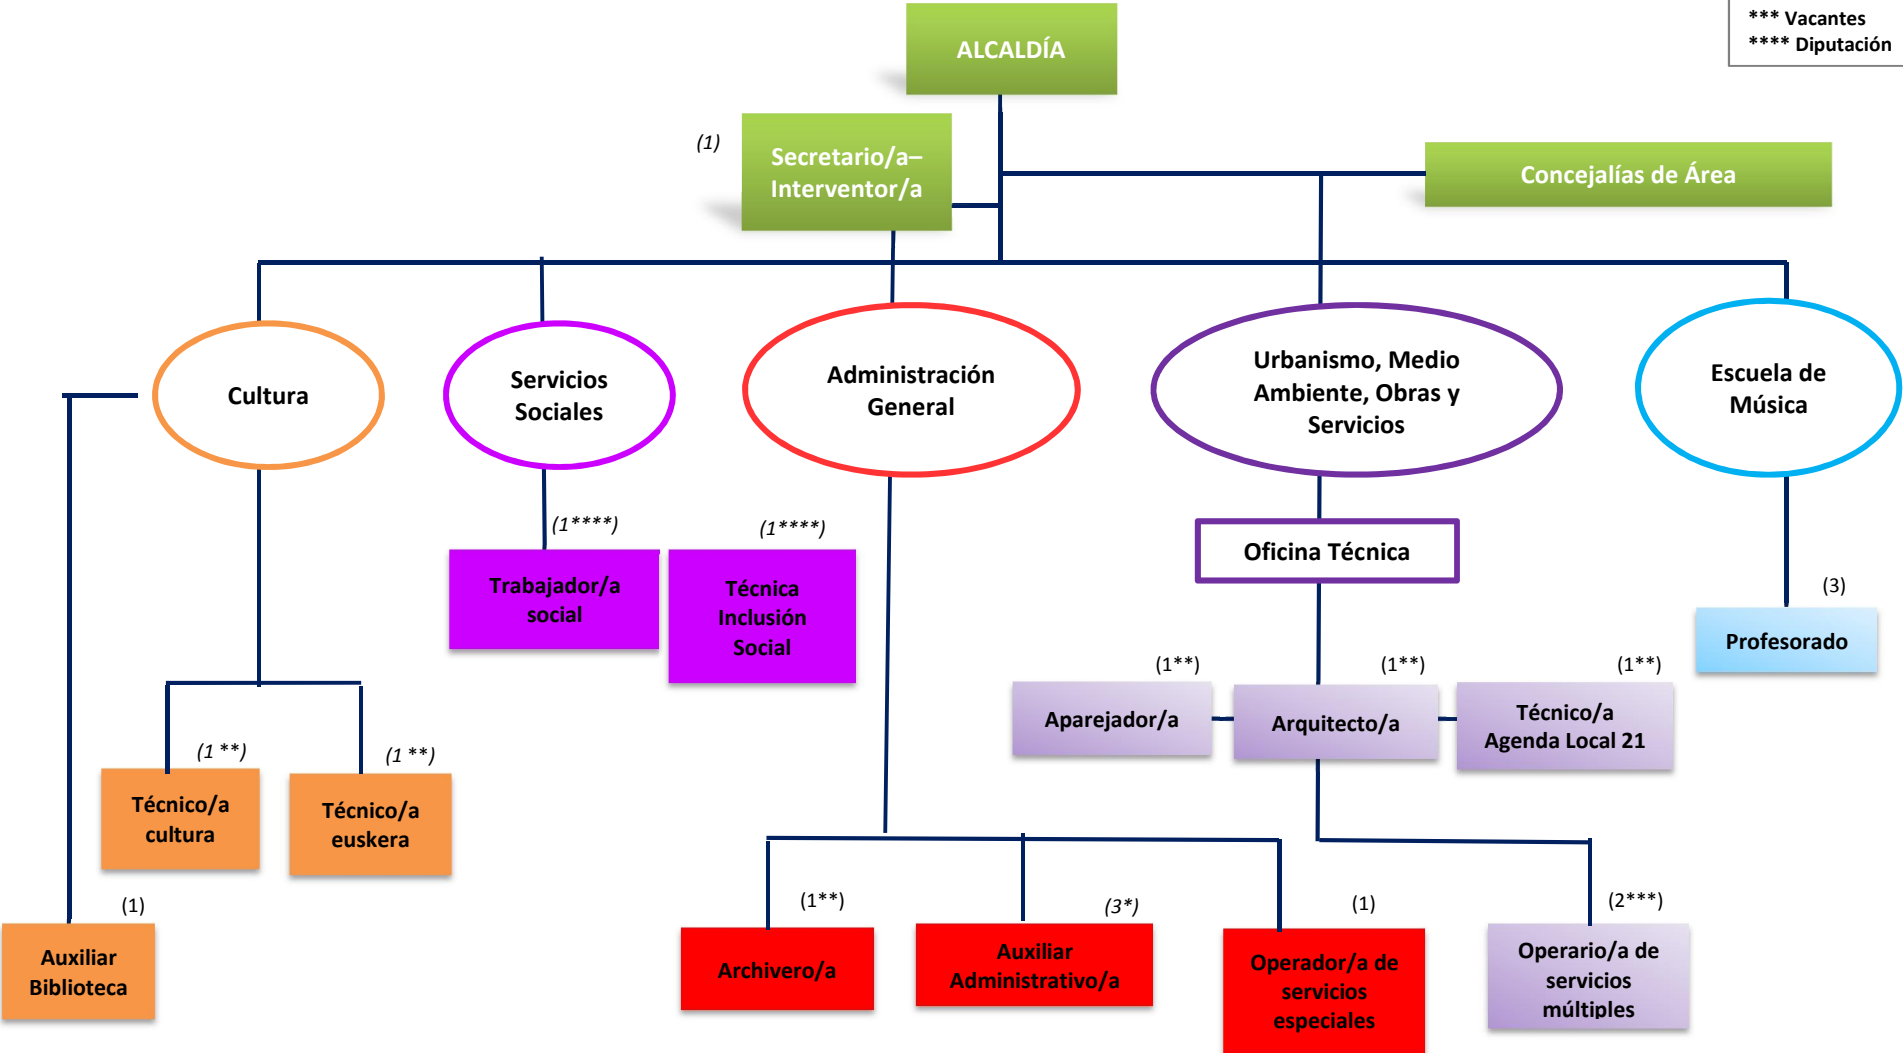 *** Vacantes
**** Diputación
ALCALDÍA
(1)
Secretario/a–
Interventor/a
Concejalías de Área
Cultura
Servicios
Sociales
Administración
General
Urbanismo, Medio
Ambiente, Obras y
Servicios
Escuela de
Música
(1****)
Trabajador/a
social
(1****)
Técnica
Inclusión
Social
Oficina Técnica
(3)
Profesorado
(1**)
Aparejador/a
(1**)
Arquitecto/a
(1**)
Técnico/a
Agenda Local 21
(1 **)
Técnico/a
cultura
(1 **)
Técnico/a
euskera
(1)
Auxiliar
Biblioteca
(1**)
Archivero/a
(3*)
Auxiliar
Administrativo/a
(1)
Operador/a de
servicios
especiales
(2***)
Operario/a de
servicios
múltiples